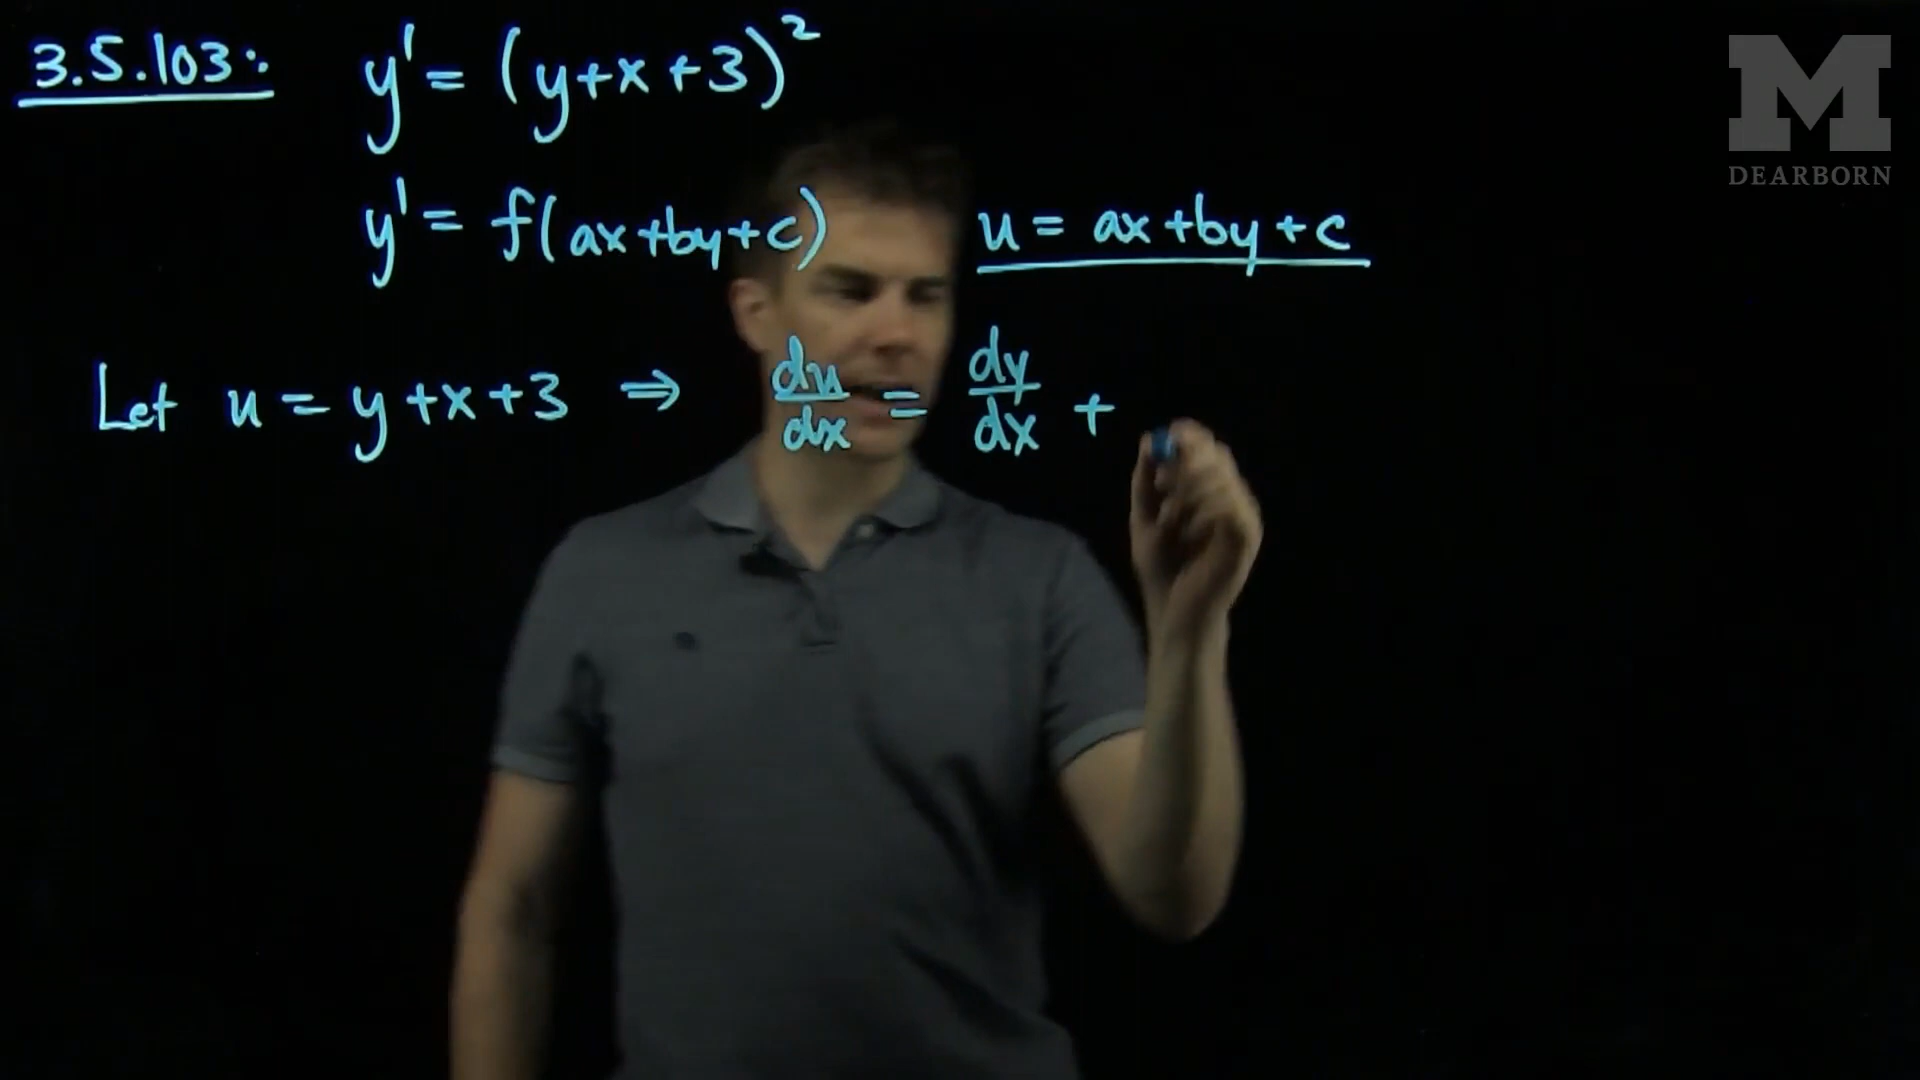 3.5.103: y' = (y+x+3)²
y' = f(ax+by+c) u = ax+by+c
Let u = y+x+3 ⇒ du/dx = dy/dx +
M
DEARBORN